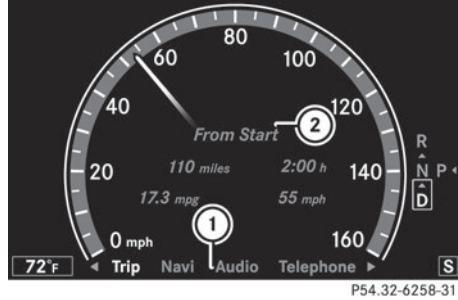 80
60
100
40
120
From Start
2
R
110 miles
2:00 h
20
140
N P
17.3 mpg
55 mph
D
1
0 mph
160
72°F
Trip Navi Audio Telephone
S
P54.32-6258-31